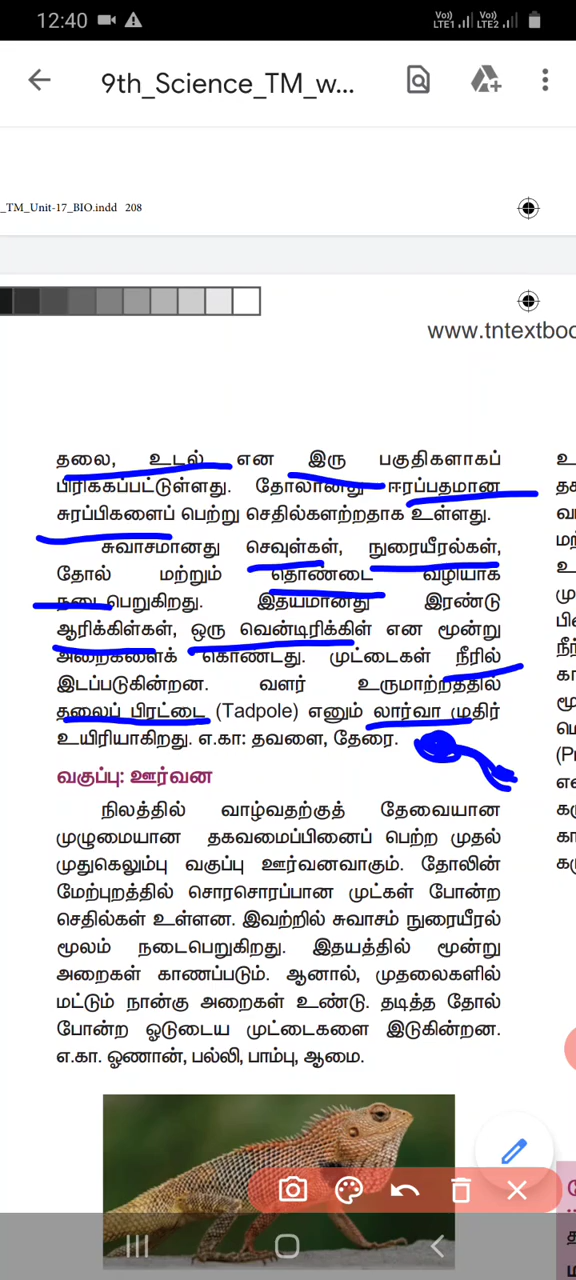 12:40
Vo) LTE1 Vo) LTE2
9th_Science_TM_w...
_TM_Unit-17_BIO.indd 208
www.tntextboo
தலை, உடல் என இரு பகுதிகளாகப்
பிரிக்கப்பட்டுள்ளது. தோலானது ஈரப்பதமான
சுரப்பிகளைப் பெற்று செதில்களற்றதாக உள்ளது.
சுவாசமானது செவுள்கள், நுரையீரல்கள்,
தோல் மற்றும் தொண்டை வழியாக
நடைபெறுகிறது. இதயமானது இரண்டு
ஆரிக்கிள்கள், ஒரு வென்டிரிக்கிள் என மூன்று
அறைகளைக் கொண்டது. முட்டைகள் நீரில்
இடப்படுகின்றன. வளர் உருமாற்றத்தில்
தலைப் பிரட்டை (Tadpole) எனும் லார்வா முதிர்
உயிரியாகிறது. எ.கா: தவளை, தேரை.
வகுப்பு: ஊர்வன
நிலத்தில் வாழ்வதற்குத் தேவையான
முழுமையான தகவமைப்பினைப் பெற்ற முதல்
முதுகெலும்பு வகுப்பு ஊர்வனவாகும். தோலின்
மேற்புறத்தில் சொரசொரப்பான முட்கள் போன்ற
செதில்கள் உள்ளன. இவற்றில் சுவாசம் நுரையீரல்
மூலம் நடைபெறுகிறது. இதயத்தில் மூன்று
அறைகள் காணப்படும். ஆனால், முதலைகளில்
மட்டும் நான்கு அறைகள் உண்டு. தடித்த தோல்
போன்ற ஓடுடைய முட்டைகளை இடுகின்றன.
எ.கா. ஓணான், பல்லி, பாம்பு, ஆமை.